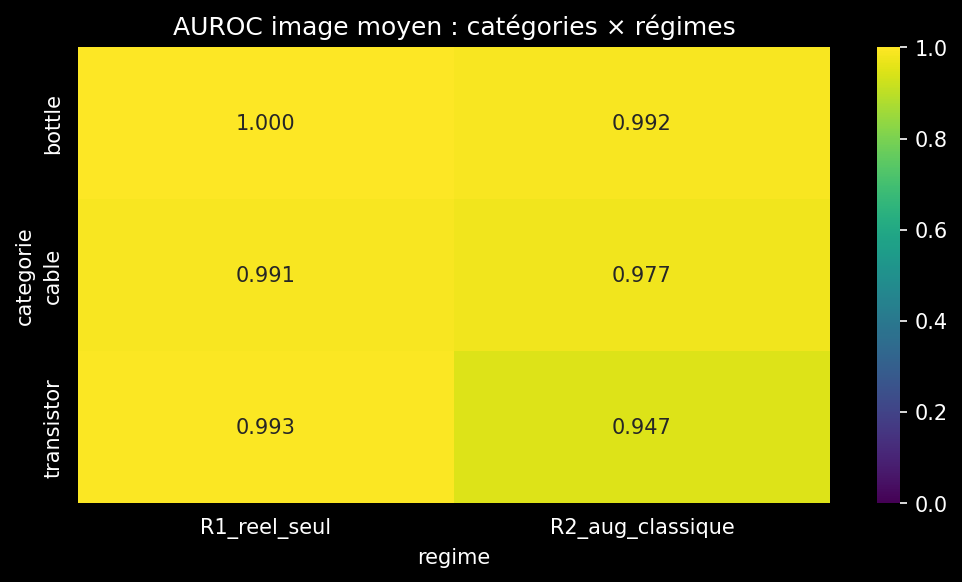 AUROC image moyen : catégories × régimes
categorie
bottle
cable
transistor
1.000
0.992
0.991
0.977
0.993
0.947
R1_reel_seul
R2_aug_classique
regime
1.0
0.8
0.6
0.4
0.2
0.0